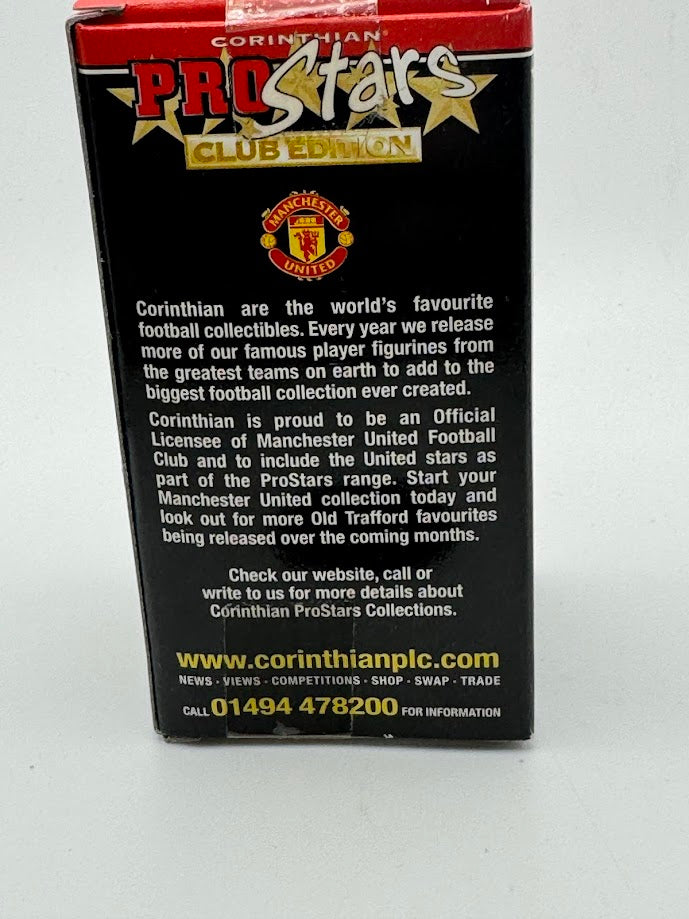 CORINTHIAN
PROStars
CLUB EDITION
MANCHESTER
UNITED
Corinthian are the world's favourite
football collectibles. Every year we release
more of our famous player figurines from
the greatest teams on earth to add to the
biggest football collection ever created.
Corinthian is proud to be an Official
Licensee of Manchester United Football
Club and to include the United stars as
part of the ProStars range. Start your
Manchester United collection today and
look out for more Old Trafford favourites
being released over the coming months.
Check our website, call or
write to us for more details about
Corinthian ProStars Collections.
www.corinthianplc.com
NEWS · VIEWS · COMPETITIONS · SHOP · SWAP · TRADE
CALL 01494 478200 FOR INFORMATION